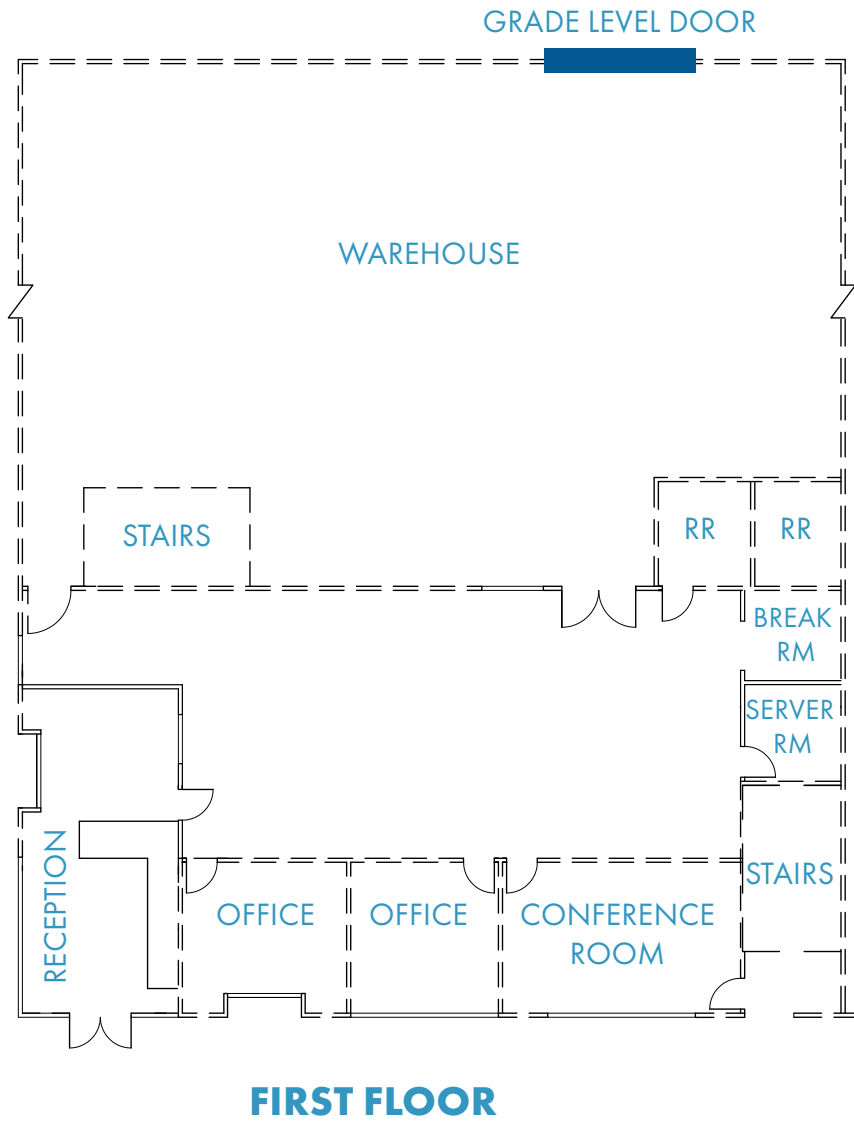 GRADE LEVEL DOOR
WAREHOUSE
STAIRS
RR
RR
BREAK
RM
SERVER
RM
RECEPTION
OFFICE
OFFICE
CONFERENCE
ROOM
STAIRS
FIRST FLOOR